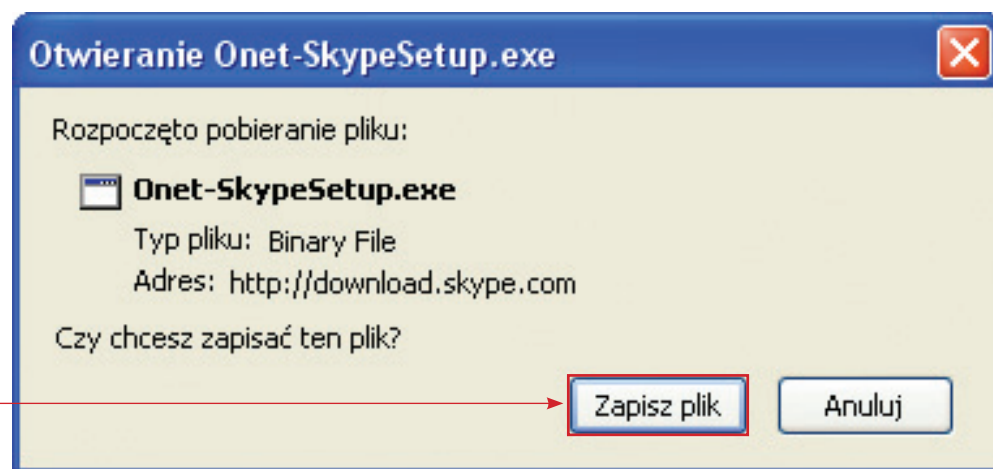 Otwieranie Onet-SkypeSetup.exe
Rozpoczęto pobieranie pliku:
Onet-SkypeSetup.exe
Typ pliku: Binary File
Adres: http://download.skype.com
Czy chcesz zapisać ten plik?
Zapisz plik Anuluj